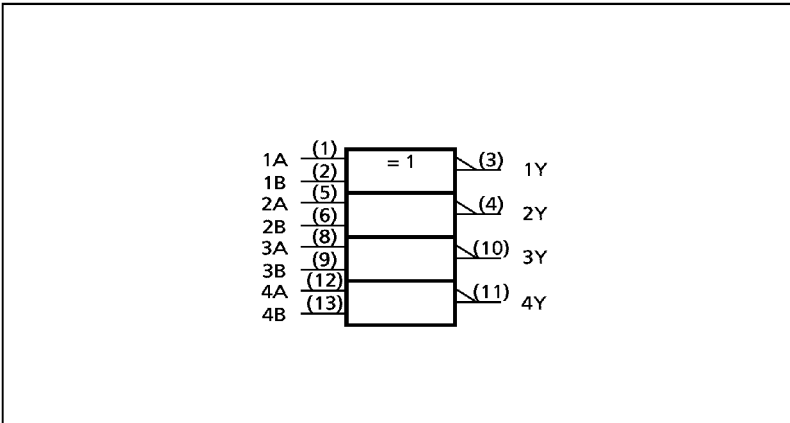 1A (1) = 1 (3) 1Y
1B (2)
2A (5) (4) 2Y
2B (6)
3A (8) (10) 3Y
3B (9)
4A (12) (11) 4Y
4B (13)